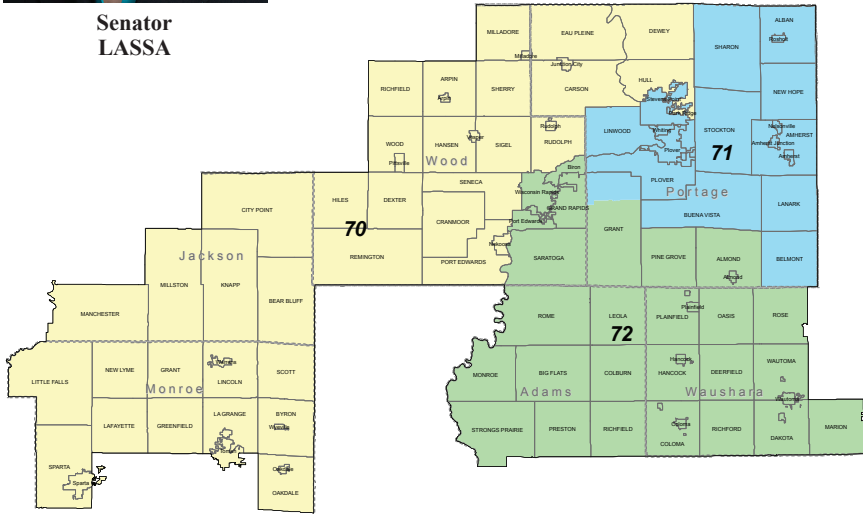 Senator
LASSA
MILLADORE
EAU PLEINE
DEWEY
ALBAN
SHARON
Rosholt
Milladore
Junction City
RICHFIELD
ARPIN
SHERRY
CARSON
HULL
NEW HOPE
Arpin
Stevens Point
Park Ridge
LINWOOD
Whiting
STOCKTON
Nelsonville
AMHERST
Amherst Junction
Amherst
WOOD
HANSEN
Vesper
SIGEL
Rudolph
RUDOLPH
Plover
71
Pittsville
Wood
Biron
PLOVER
Portage
SENECA
Wisconsin Rapids
GRAND RAPIDS
Port Edwards
CITY POINT
HILES
DEXTER
CRANMOOR
LANARK
BUENA VISTA
70
GRANT
Nekoosa
Jackson
REMINGTON
PORT EDWARDS
SARATOGA
PINE GROVE
ALMOND
Almond
BELMONT
MILLSTON
KNAPP
BEAR BLUFF
MANCHESTER
ROME
LEOLA
PLAINFIELD
Plainfield
OASIS
ROSE
72
LITTLE FALLS
NEW LYME
GRANT
LINCOLN
SCOTT
Monroe
MONROE
BIG FLATS
COLBURN
Hancock
HANCOCK
DEERFIELD
WAUTOMA
Adams
Waushara
Wautoma
LAFAYETTE
GREENFIELD
LA GRANGE
BYRON
STRONGS PRAIRIE
PRESTON
RICHFIELD
Coloma
COLOMA
RICHFORD
DAKOTA
MARION
Tomah
SPARTA
Sparta
Oakdale
OAKDALE